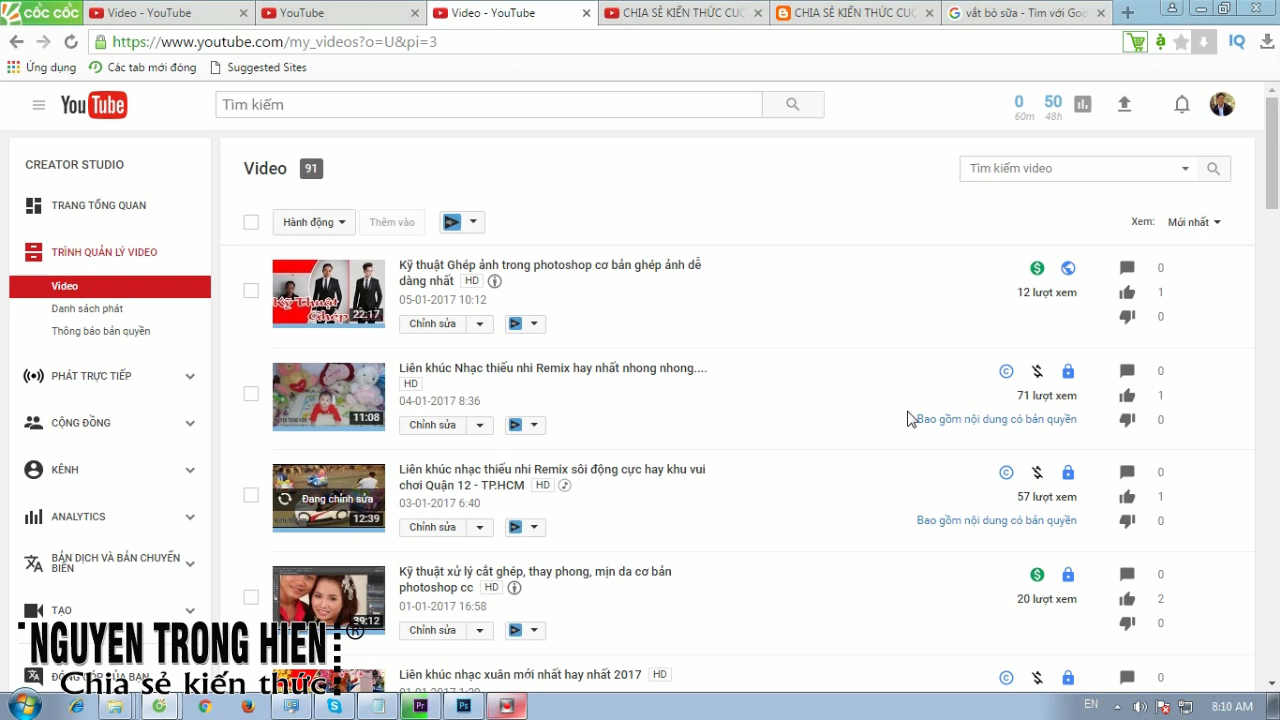 cốc cốc
Video - YouTube
YouTube
Video - YouTube
CHIA SẺ KIẾN THỨC CUỘ
CHIA SẺ KIẾN THỨC CUỘ
vắt bò sữa - Tìm với Goo
https://www.youtube.com/my_videos?o=U&pi=3
Ứng dụng
Các tab mới đóng
Suggested Sites
YouTube
Tìm kiếm
0
60m
50
48h
CREATOR STUDIO
TRANG TỔNG QUAN
TRÌNH QUẢN LÝ VIDEO
Video
Danh sách phát
Thông báo bản quyền
PHÁT TRỰC TIẾP
CỘNG ĐỒNG
KÊNH
ANALYTICS
BẢN DỊCH VÀ BẢN CHUYỂN
BIÊN
TẠO
Video 91
Tìm kiếm video
Hành động
Thêm vào
Xem: Mới nhất
Kỹ Thuật
Ghép
22:17
Kỹ thuật Ghép ảnh trong photoshop cơ bản ghép ảnh dễ
dàng nhất HD
05-01-2017 10:12
Chỉnh sửa
12 lượt xem
0
1
0
11:08
Liên khúc Nhạc thiếu nhi Remix hay nhất nhong nhong....
HD
04-01-2017 8:36
Chỉnh sửa
71 lượt xem
Bao gồm nội dung có bản quyền
0
1
0
Đang chỉnh sửa
12:39
Liên khúc nhạc thiếu nhi Remix sôi động cực hay khu vui
chơi Quận 12 - TP.HCM HD
03-01-2017 6:40
Chỉnh sửa
57 lượt xem
Bao gồm nội dung có bản quyền
0
1
0
39:12
Kỹ thuật xử lý cắt ghép, thay phong, mịn da cơ bản
photoshop cc HD
01-01-2017 16:58
Chỉnh sửa
20 lượt xem
0
2
0
Liên khúc nhạc xuân mới nhất hay nhất 2017 HD
0
NGUYEN TRONG HIEN ®
Chia sẻ kiến thức
EN
8:10 AM